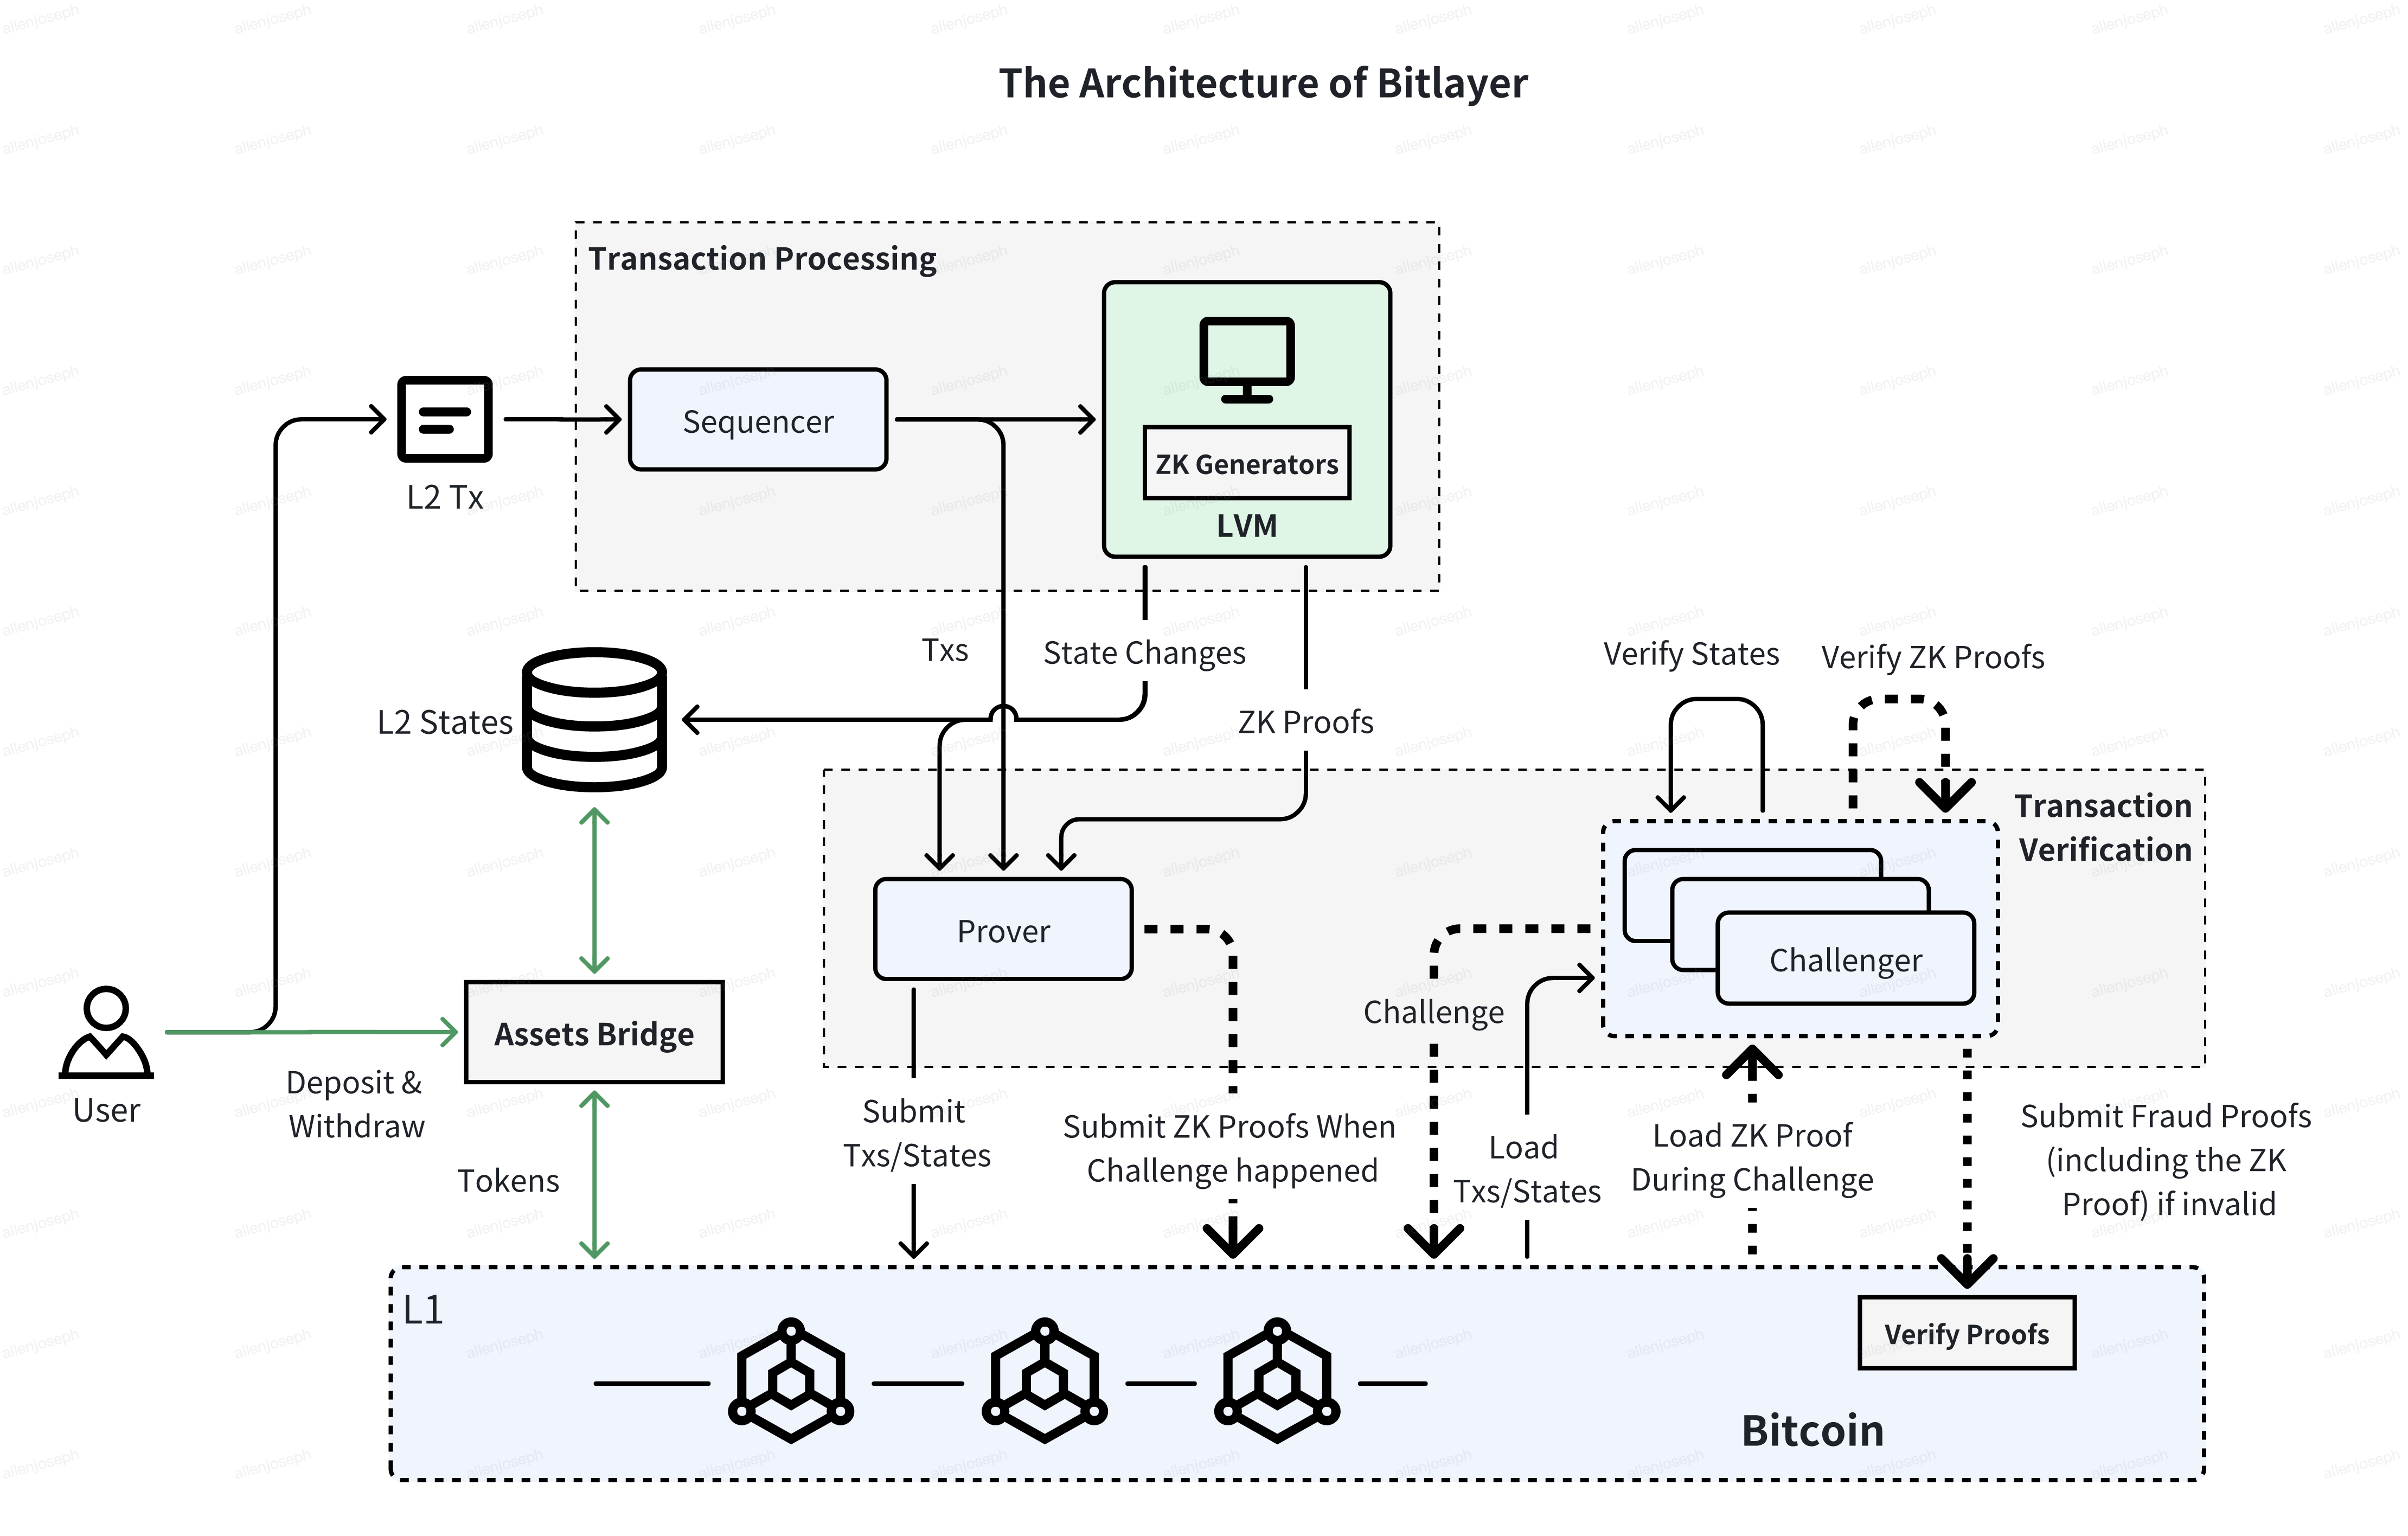 The Architecture of Bitlayer
Transaction Processing
Sequencer
ZK Generators
LVM
L2 Tx
Txs
State Changes
ZK Proofs
L2 States
Verify States
Verify ZK Proofs
Transaction
Verification
Prover
Challenger
Challenge
User
Deposit &
Withdraw
Assets Bridge
Tokens
Submit
Txs/States
Submit ZK Proofs When
Challenge happened
Load
Txs/States
Load ZK Proof
During Challenge
Submit Fraud Proofs
(including the ZK
Proof) if invalid
L1
Verify Proofs
Bitcoin
allenjoseph